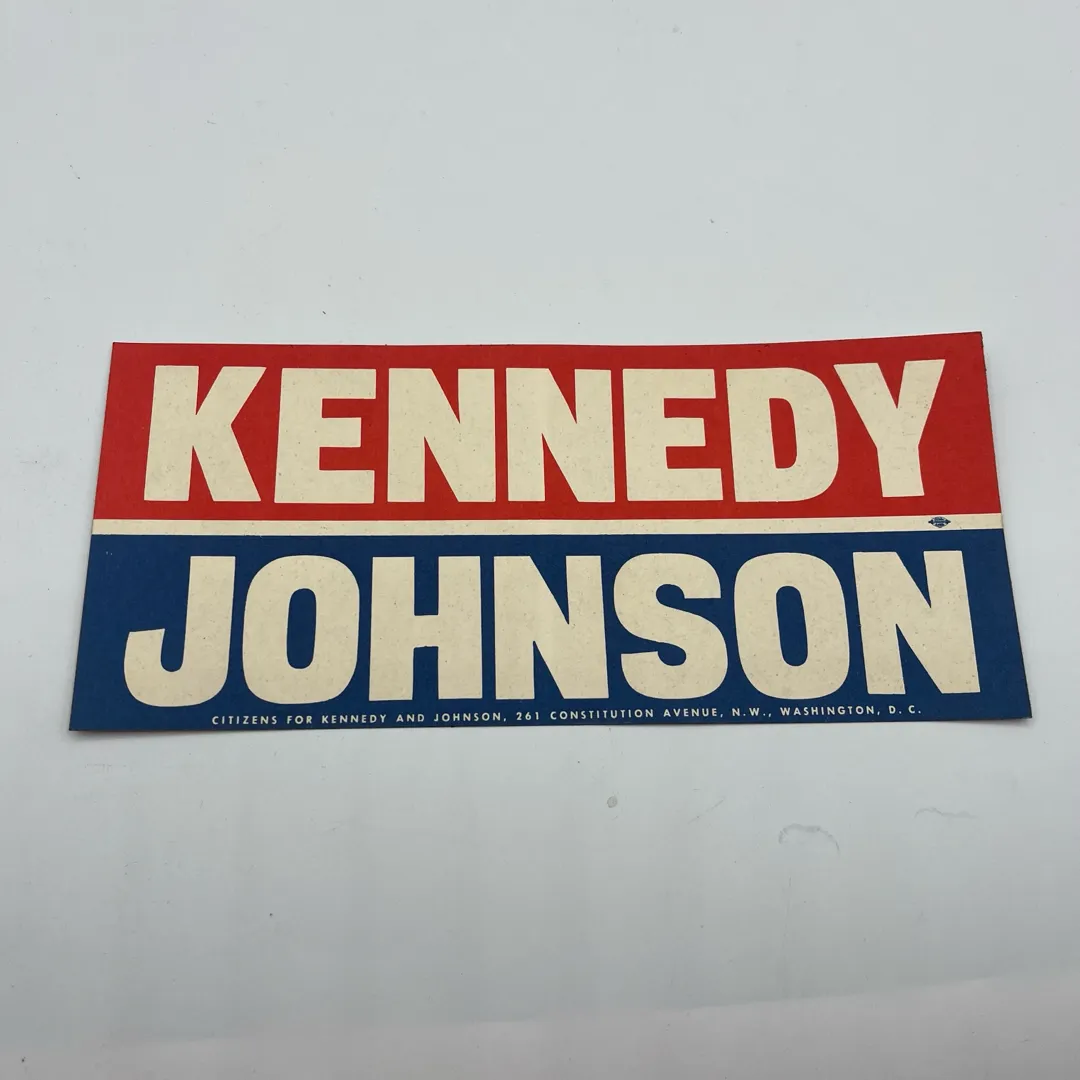 KENNEDY
JOHNSON
CITIZENS FOR KENNEDY AND JOHNSON, 261 CONSTITUTION AVENUE, N.W., WASHINGTON, D. C.